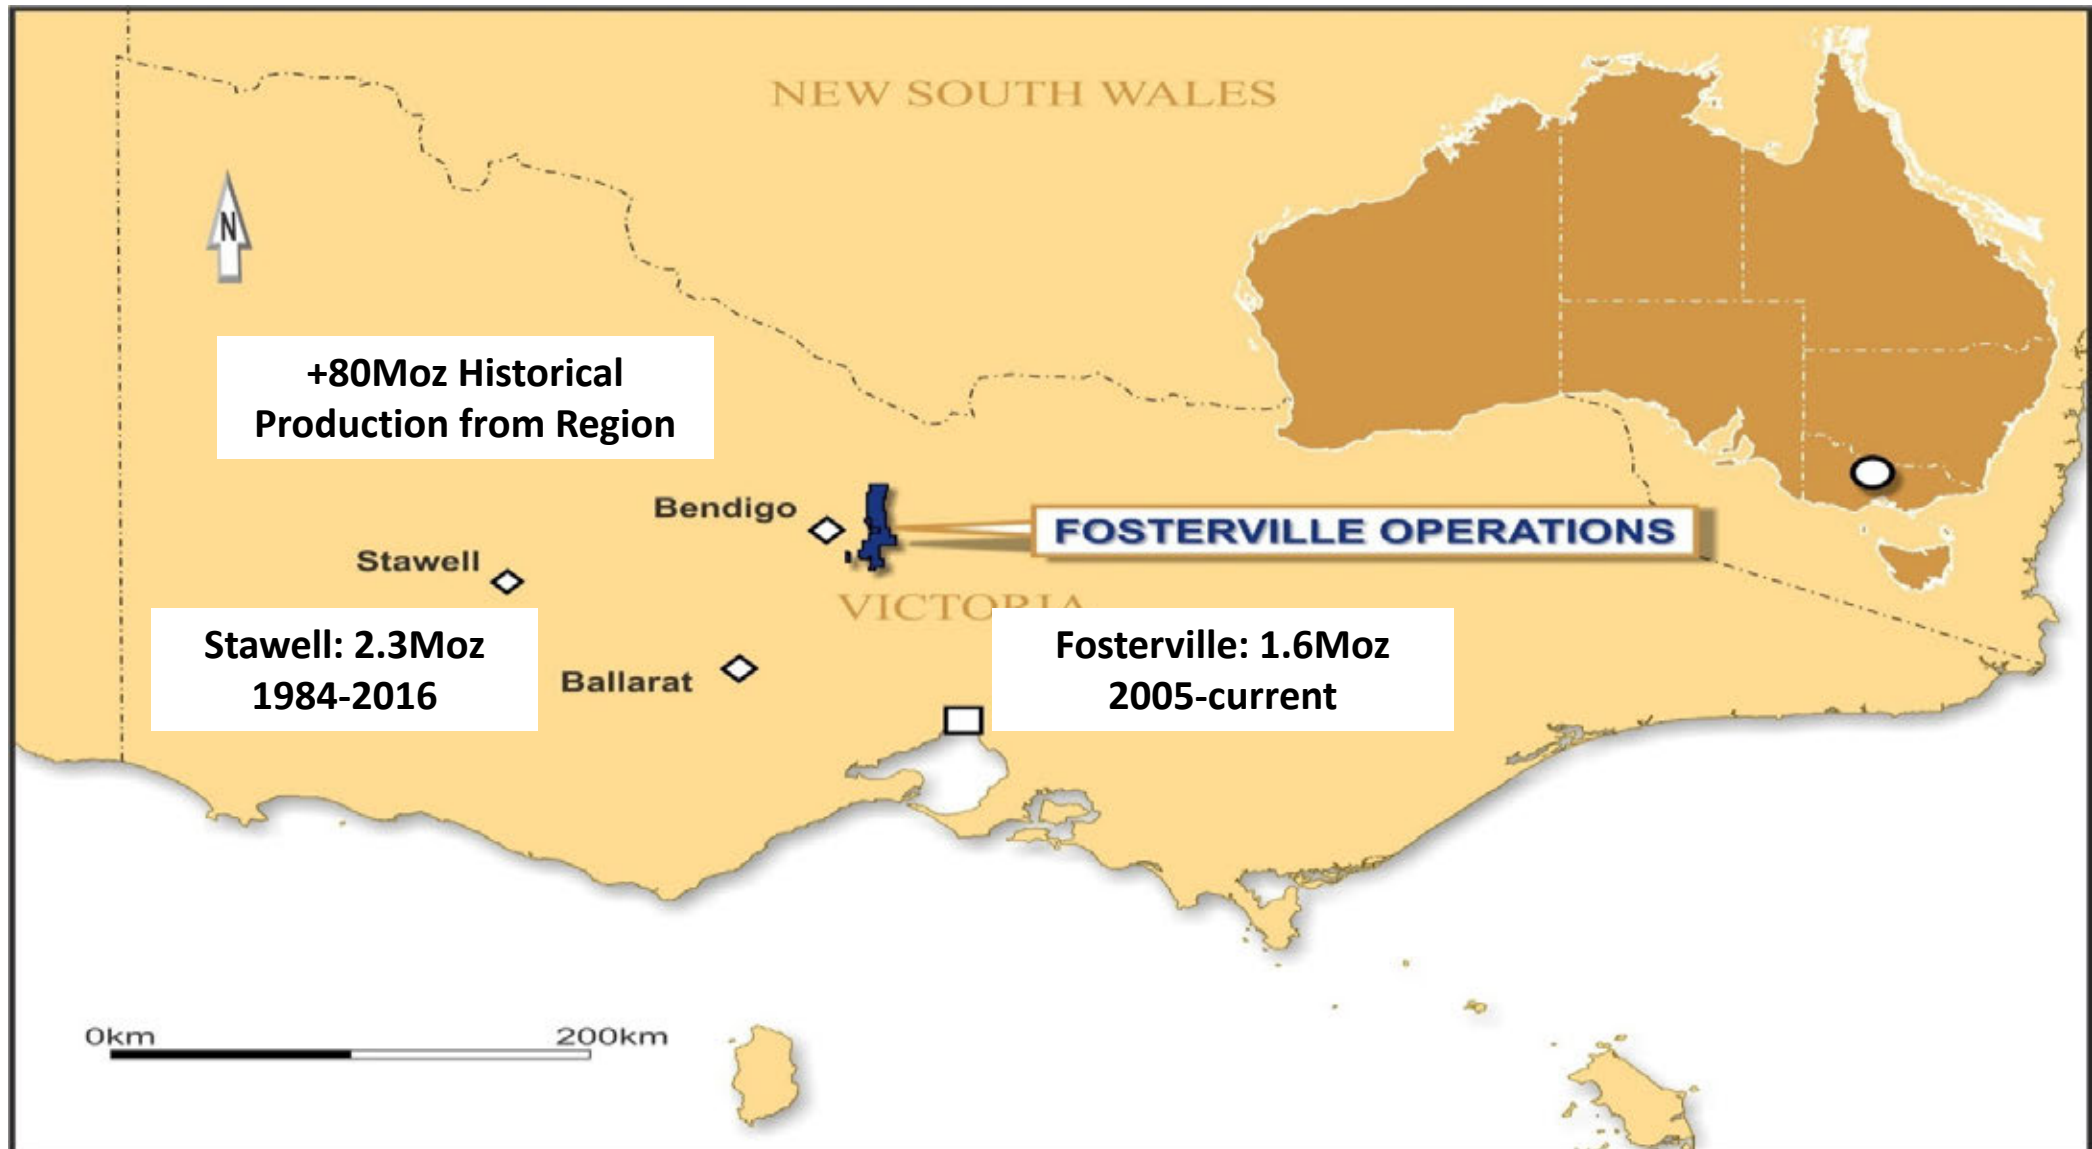 NEW SOUTH WALES
N
+80Moz Historical
Production from Region
Bendigo
FOSTERVILLE OPERATIONS
Stawell
VICTORIA
Stawell: 2.3Moz
1984-2016
Fosterville: 1.6Moz
2005-current
Ballarat
0km
200km